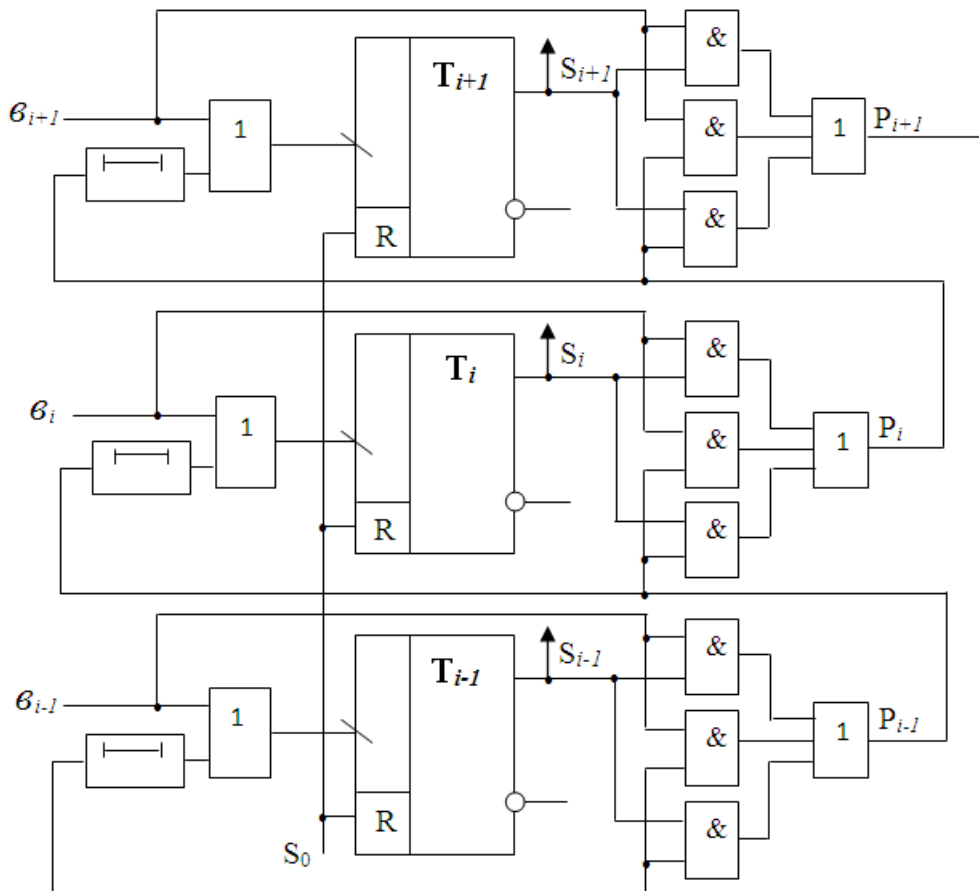 &
T i+1
S i+1
в i+1
1
&
1
P i+1
&
R
&
T i
S i
в i
1
&
1
P i
R
&
&
T i-1
S i-1
в i-1
1
&
1
P i-1
R
&
S 0